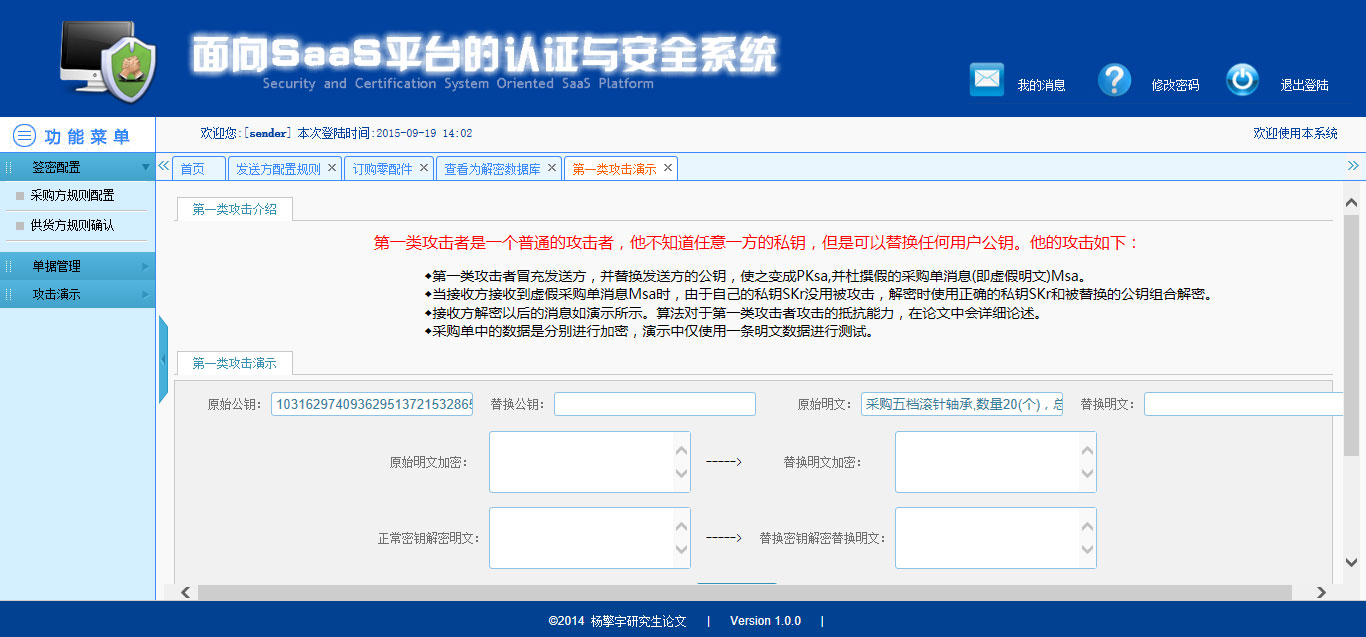 面向SaaS平台的认证与安全系统
Security and Certification System Oriented SaaS Platform
我的消息
修改密码
退出登陆
功能菜单
欢迎您:[sender] 本次登陆时间:2015-09-19 14:02
欢迎使用本系统
签密配置
采购方规则配置
供货方规则确认
单据管理
攻击演示
首页
发送方配置规则
订购零配件
查看为解密数据库
第一类攻击演示
第一类攻击介绍
第一类攻击者是一个普通的攻击者，他不知道任意一方的私钥，但是可以替换任何用户公钥。他的攻击如下：
◆第一类攻击者冒充发送方，并替换发送方的公钥，使之变成PKsa,并杜撰假的采购单消息(即虚假明文)Msa。
◆当接收方接收到虚假采购单消息Msa时，由于自己的私钥SKr没用被攻击，解密时使用正确的私钥SKr和被替换的公钥组合解密。
◆接收方解密以后的消息如演示所示。算法对于第一类攻击者攻击的抵抗能力，在论文中会详细论述。
◆采购单中的数据是分别进行加密，演示中仅使用一条明文数据进行测试。
第一类攻击演示
原始公钥: 103162974093629513721532865 替换公钥: 原始明文: 采购五档滚针轴承,数量20(个)，总 替换明文:
原始明文加密: -----> 替换明文加密:
正常密钥解密明文: -----> 替换密钥解密替换明文:
©2014 杨擎宇研究生论文 | Version 1.0.0 |